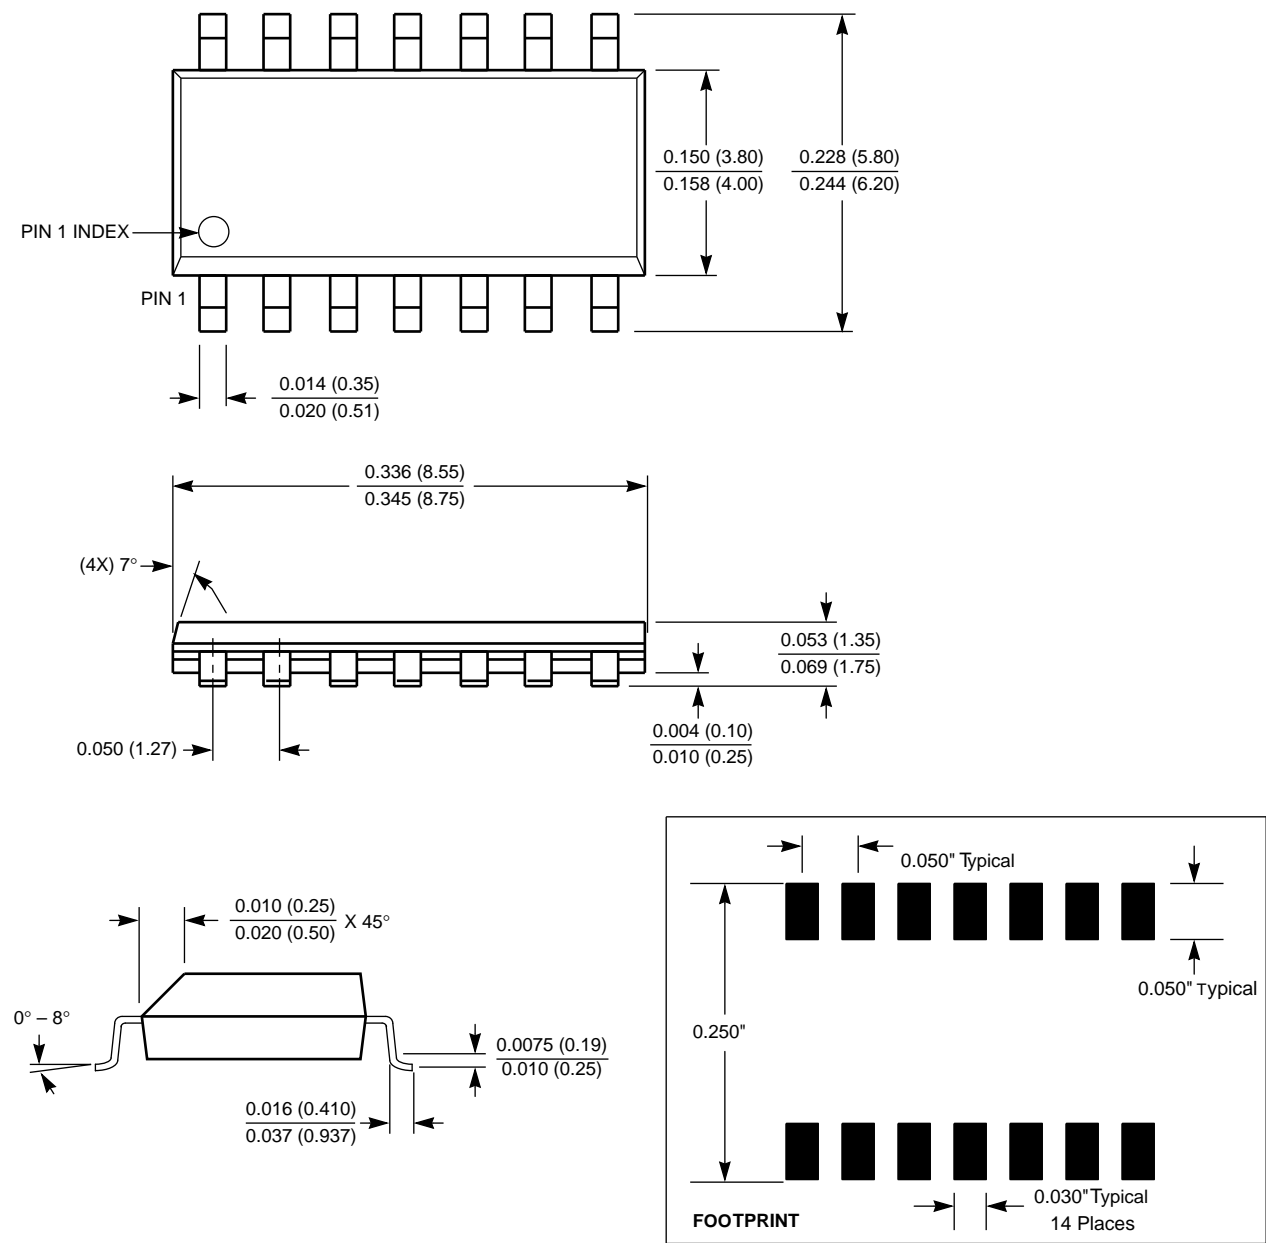 0.150 (3.80)
0.158 (4.00)
0.228 (5.80)
0.244 (6.20)
PIN 1 INDEX
PIN 1
0.014 (0.35)
0.020 (0.51)
0.336 (8.55)
0.345 (8.75)
(4X) 7°
0.053 (1.35)
0.069 (1.75)
0.004 (0.10)
0.010 (0.25)
0.050 (1.27)
0.010 (0.25)
0.020 (0.50)
X 45°
0° – 8°
0.0075 (0.19)
0.010 (0.25)
0.016 (0.410)
0.037 (0.937)
0.050" Typical
0.050" Typical
0.250"
0.030" Typical
14 Places
FOOTPRINT